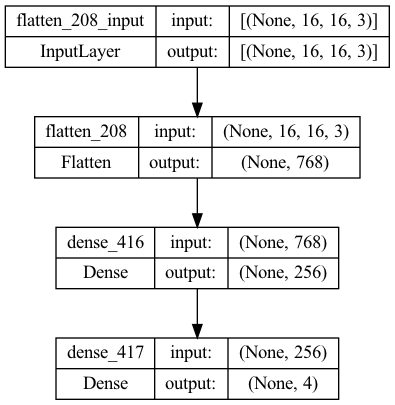 flatten_208_input input: [(None, 16, 16, 3)]
InputLayer output: [(None, 16, 16, 3)]
flatten_208 input: (None, 16, 16, 3)
Flatten output: (None, 768)
dense_416 input: (None, 768)
Dense output: (None, 256)
dense_417 input: (None, 256)
Dense output: (None, 4)